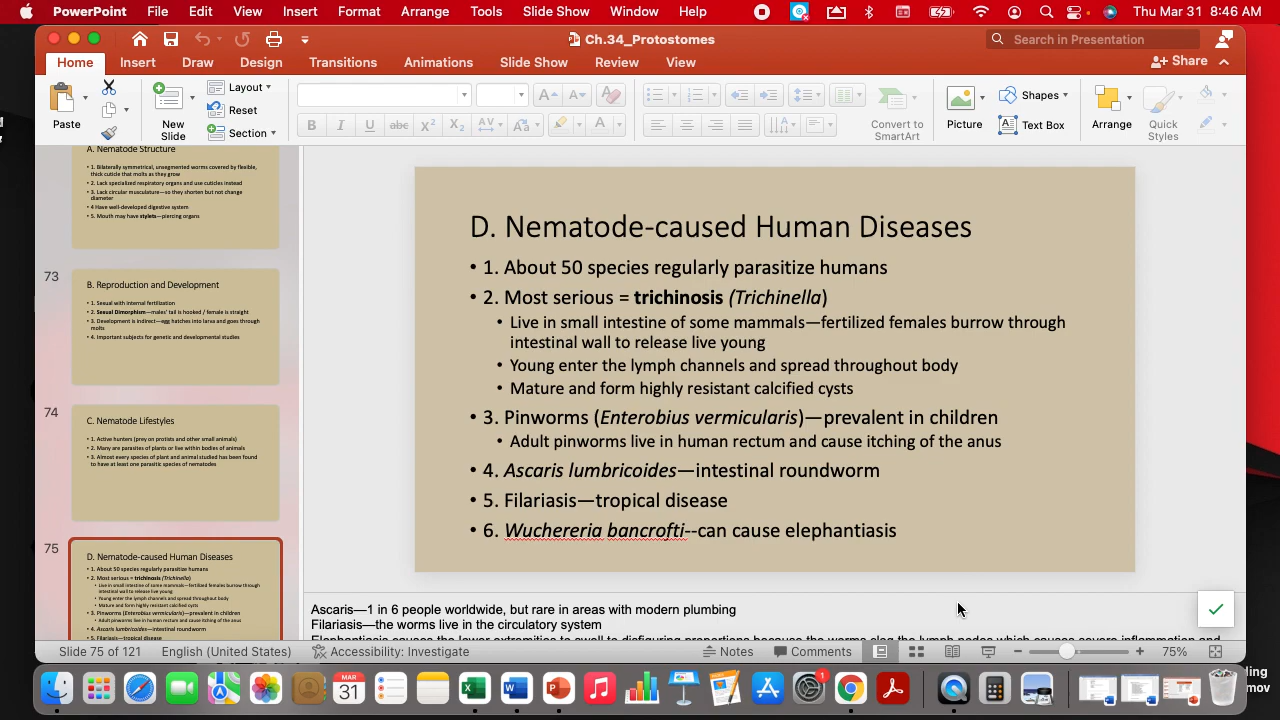 PowerPoint File Edit View Insert Format Arrange Tools Slide Show Window Help Thu Mar 31 8:46 AM
Ch.34_Protostomes
Search in Presentation
Home Insert Draw Design Transitions Animations Slide Show Review View
Share
Paste
New
Slide
Layout
Reset
Section
B I U abc X² X₂ AV Aa A
Convert to
SmartArt
Picture
Shapes
Text Box
Arrange
Quick
Styles
A. Nematode Structure
• 1. Bilaterally symmetrical, unsegmented worms covered by flexible,
thick cuticle that molts as they grow
• 2. Lack specialized respiratory organs and use cuticles instead
• 3. Lack circular musculature—so they shorten but not change
diameter
• 4 Have well-developed digestive system
• 5. Mouth may have stylets—piercing organs
73
B. Reproduction and Development
• 1. Sexual with internal fertilization
• 2. Sexual Dimorphism—males' tail is hooked / female is straight
• 3. Development is indirect—egg hatches into larva and goes through
molts
• 4. Important subjects for genetic and developmental studies
74
C. Nematode Lifestyles
• 1. Active hunters (prey on protists and other small animals)
• 2. Many are parasites of plants or live within bodies of animals
• 3. Almost every species of plant and animal studied has been found
to have at least one parasitic species of nematodes
75
D. Nematode-caused Human Diseases
• 1. About 50 species regularly parasitize humans
• 2. Most serious = trichinosis (Trichinella)
• Live in small intestine of some mammals—fertilized females burrow through
intestinal wall to release live young
• Young enter the lymph channels and spread throughout body
• Mature and form highly resistant calcified cysts
• 3. Pinworms (Enterobius vermicularis)—prevalent in children
• Adult pinworms live in human rectum and cause itching of the anus
• 4. Ascaris lumbricoides—intestinal roundworm
• 5. Filariasis—tropical disease
D. Nematode-caused Human Diseases
• 1. About 50 species regularly parasitize humans
• 2. Most serious = trichinosis (Trichinella)
• Live in small intestine of some mammals—fertilized females burrow through
intestinal wall to release live young
• Young enter the lymph channels and spread throughout body
• Mature and form highly resistant calcified cysts
• 3. Pinworms (Enterobius vermicularis)—prevalent in children
• Adult pinworms live in human rectum and cause itching of the anus
• 4. Ascaris lumbricoides—intestinal roundworm
• 5. Filariasis—tropical disease
• 6. Wuchereria bancrofti--can cause elephantiasis
Ascaris—1 in 6 people worldwide, but rare in areas with modern plumbing
Filariasis—the worms live in the circulatory system
Elephantiasis causes the lower extremities to swell to disfiguring proportions because the worms clog the lymph nodes which causes severe inflammation and
Slide 75 of 121 English (United States) Accessibility: Investigate Notes Comments 75%
MAR
31
1
ling
mov